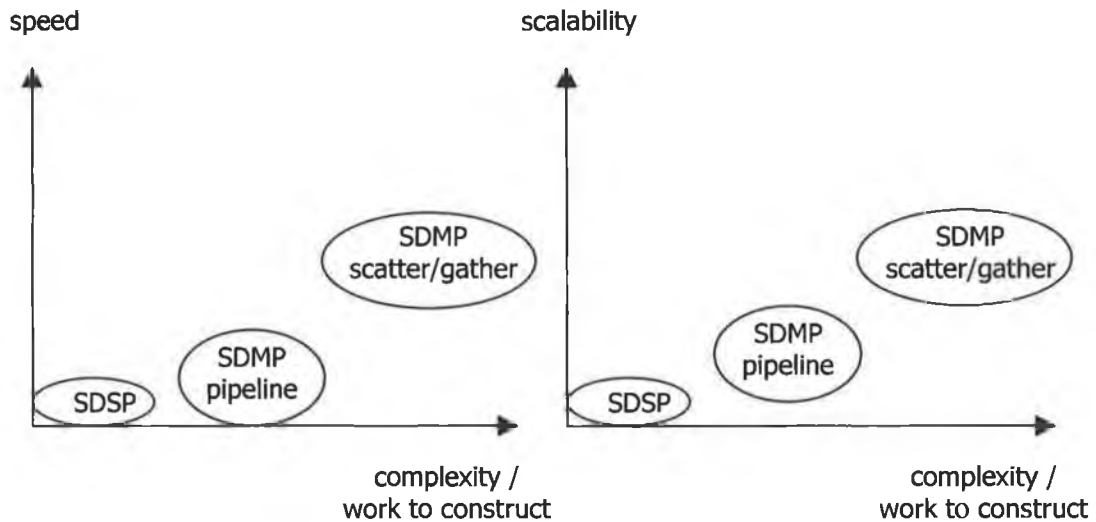 speed
SDMP
scatter/gather
SDMP
pipeline
SDSP
complexity /
work to construct
scalability
SDMP
scatter/gather
SDMP
pipeline
SDSP
complexity /
work to construct